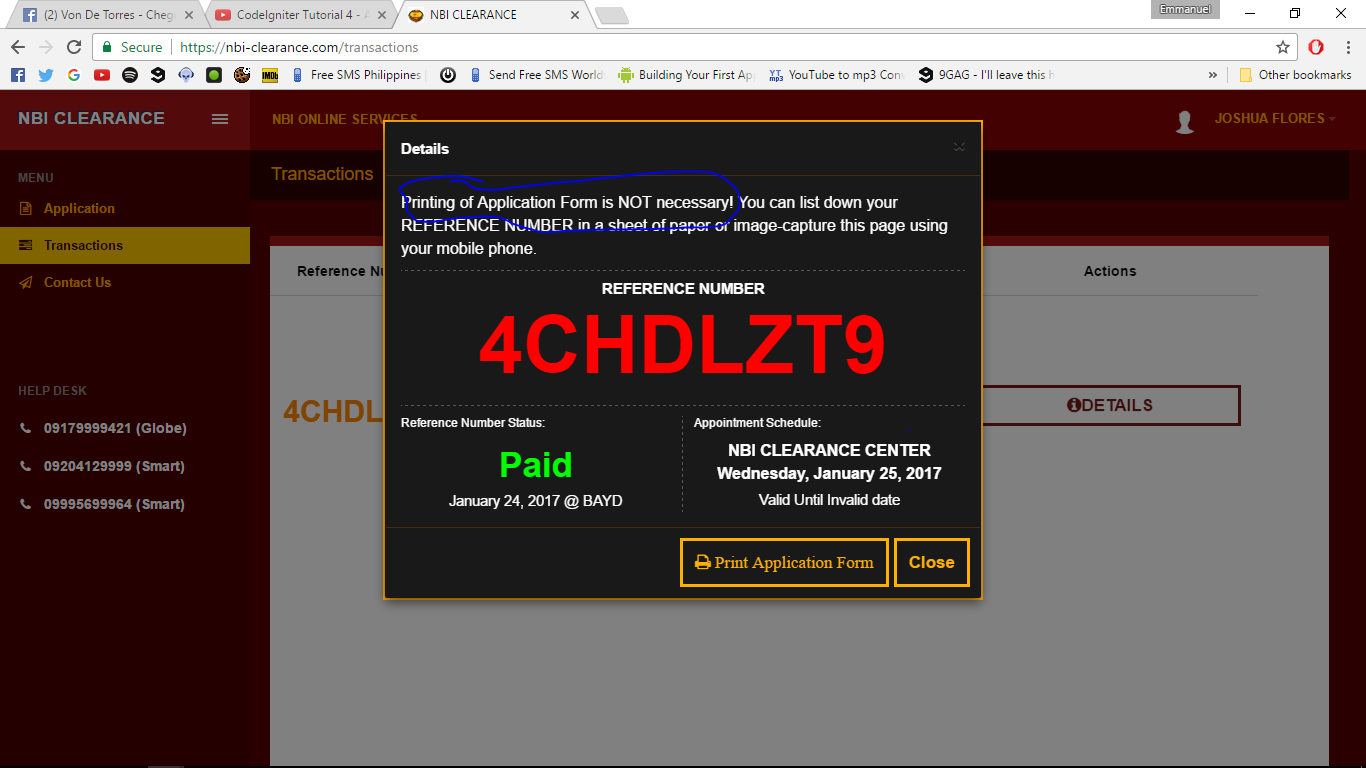 (2) Von De Torres - Cheg
CodeIgniter Tutorial 4 - A
NBI CLEARANCE
Emmanuel
Secure
https://nbi-clearance.com/transactions
IMDb
Free SMS Philippines
Send Free SMS World
Building Your First Ap
YouTube to mp3 Conv
9GAG - I'll leave this h
»
Other bookmarks
NBI CLEARANCE
NBI ONLINE SERVICES
JOSHUA FLORES
MENU
Application
Transactions
Contact Us
HELP DESK
09179999421 (Globe)
09204129999 (Smart)
09995699964 (Smart)
Transactions
Reference Nu
Actions
4CHDL
DETAILS
Details
Printing of Application Form is NOT necessary! You can list down your
REFERENCE NUMBER in a sheet of paper or image-capture this page using
your mobile phone.
REFERENCE NUMBER
4CHDLZT9
Reference Number Status:
Paid
January 24, 2017 @ BAYD
Appointment Schedule:
NBI CLEARANCE CENTER
Wednesday, January 25, 2017
Valid Until Invalid date
Print Application Form
Close